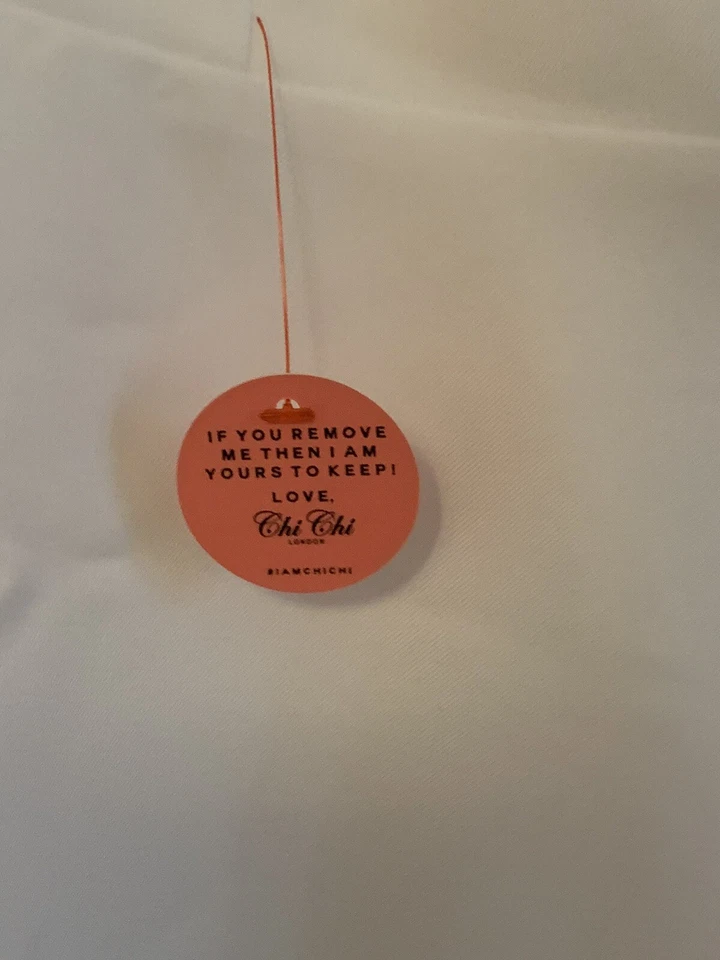 IF YOU REMOVE
ME THEN I AM
YOURS TO KEEP!
LOVE,
Chi Chi
LONDON
#IAMCHICHI